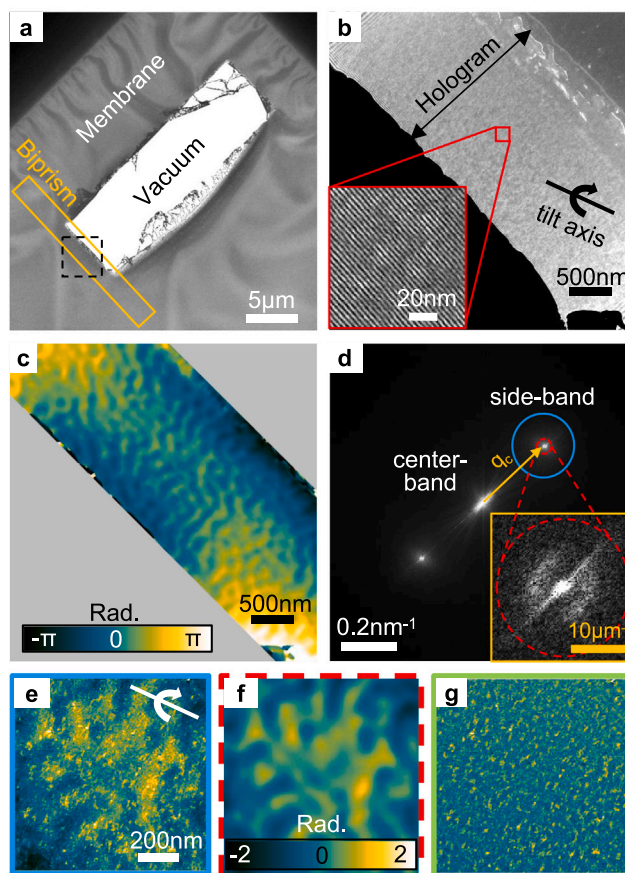 a
Membrane
Biprism
Vacuum
5μm
b
Hologram
tilt axis
20nm
500nm
c
Rad.
-π 0 π
500nm
d
side-band
q_c
center-
band
0.2nm⁻¹
10μm⁻
e
200nm
f
Rad.
-2 0 2
g